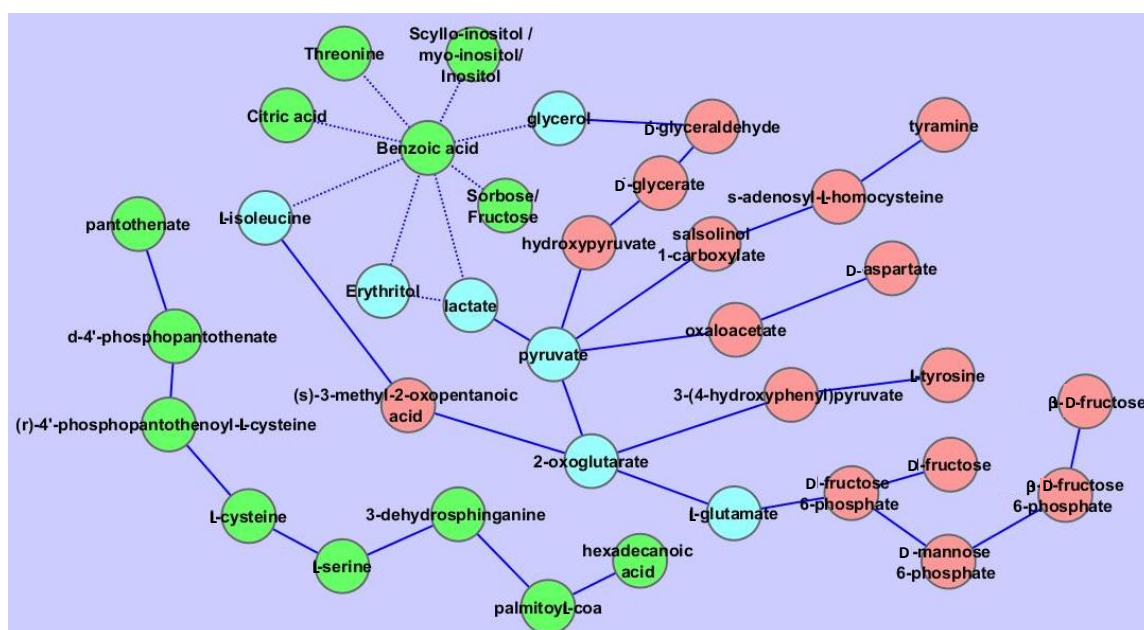 Scyllo-inositol /
myo-inositol/
Inositol
Threonine
Citric acid
glycerol
D-glyceraldehyde
tyramine
Benzoic acid
D-glycerate
s-adenosyl-L-homocysteine
Sorbose/
Fructose
L-isoleucine
pantothenate
hydroxypyruvate
salsolinol
1-carboxylate
D-aspartate
Erythritol
lactate
oxaloacetate
d-4'-phosphopantothenate
pyruvate
L-tyrosine
(s)-3-methyl-2-oxopentanoic
acid
3-(4-hydroxyphenyl)pyruvate
β-D-fructose
(r)-4'-phosphopantothenoyl-L-cysteine
2-oxoglutarate
D-fructose
D-fructose
6-phosphate
β-D-fructose
6-phosphate
L-glutamate
L-cysteine
3-dehydrosphinganine
D-mannose
6-phosphate
hexadecanoic
acid
L-serine
palmitoyl-coa